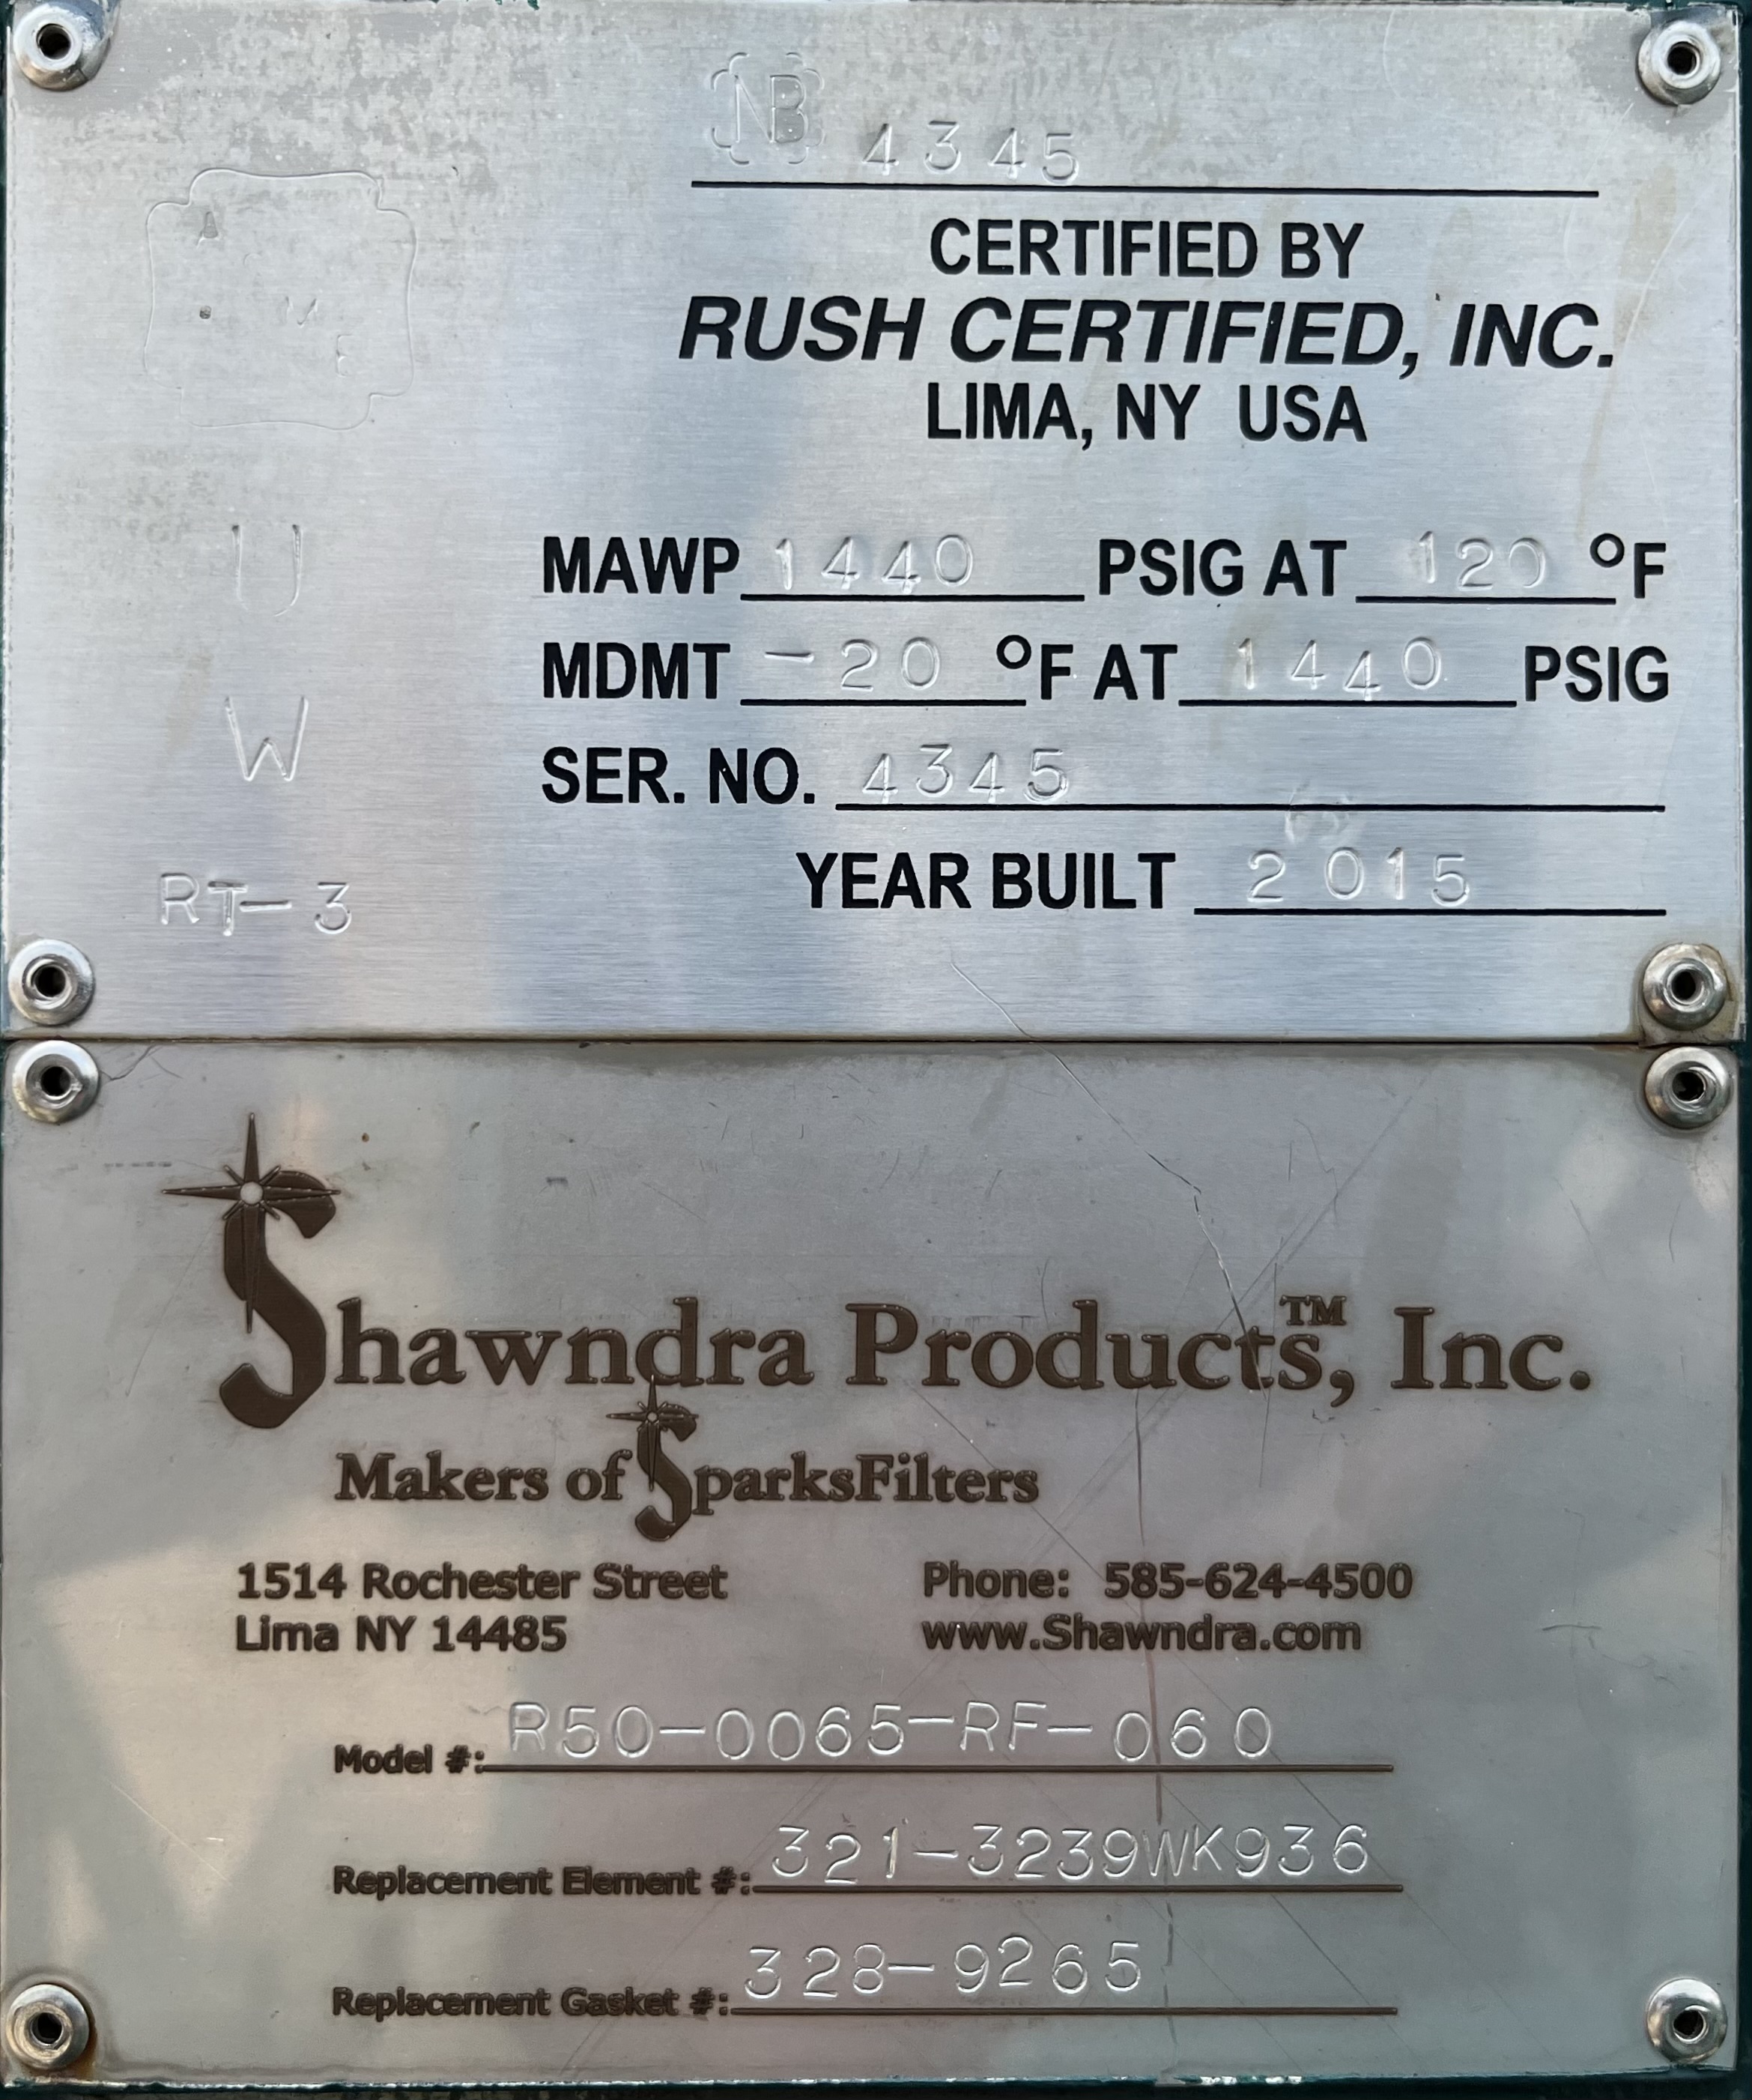 NB 4345
CERTIFIED BY
RUSH CERTIFIED, INC.
LIMA, NY USA
A
M
E
U
W
RT-3
MAWP 1440 PSIG AT 120 °F
MDMT -20 °F AT 1440 PSIG
SER. NO. 4345
YEAR BUILT 2015
Shawndra Products™, Inc.
Makers of SparksFilters
1514 Rochester Street
Lima NY 14485
Phone: 585-624-4500
www.Shawndra.com
Model #: R50-0065-RF-060
Replacement Element #: 321-3239WK936
Replacement Gasket #: 328-9265